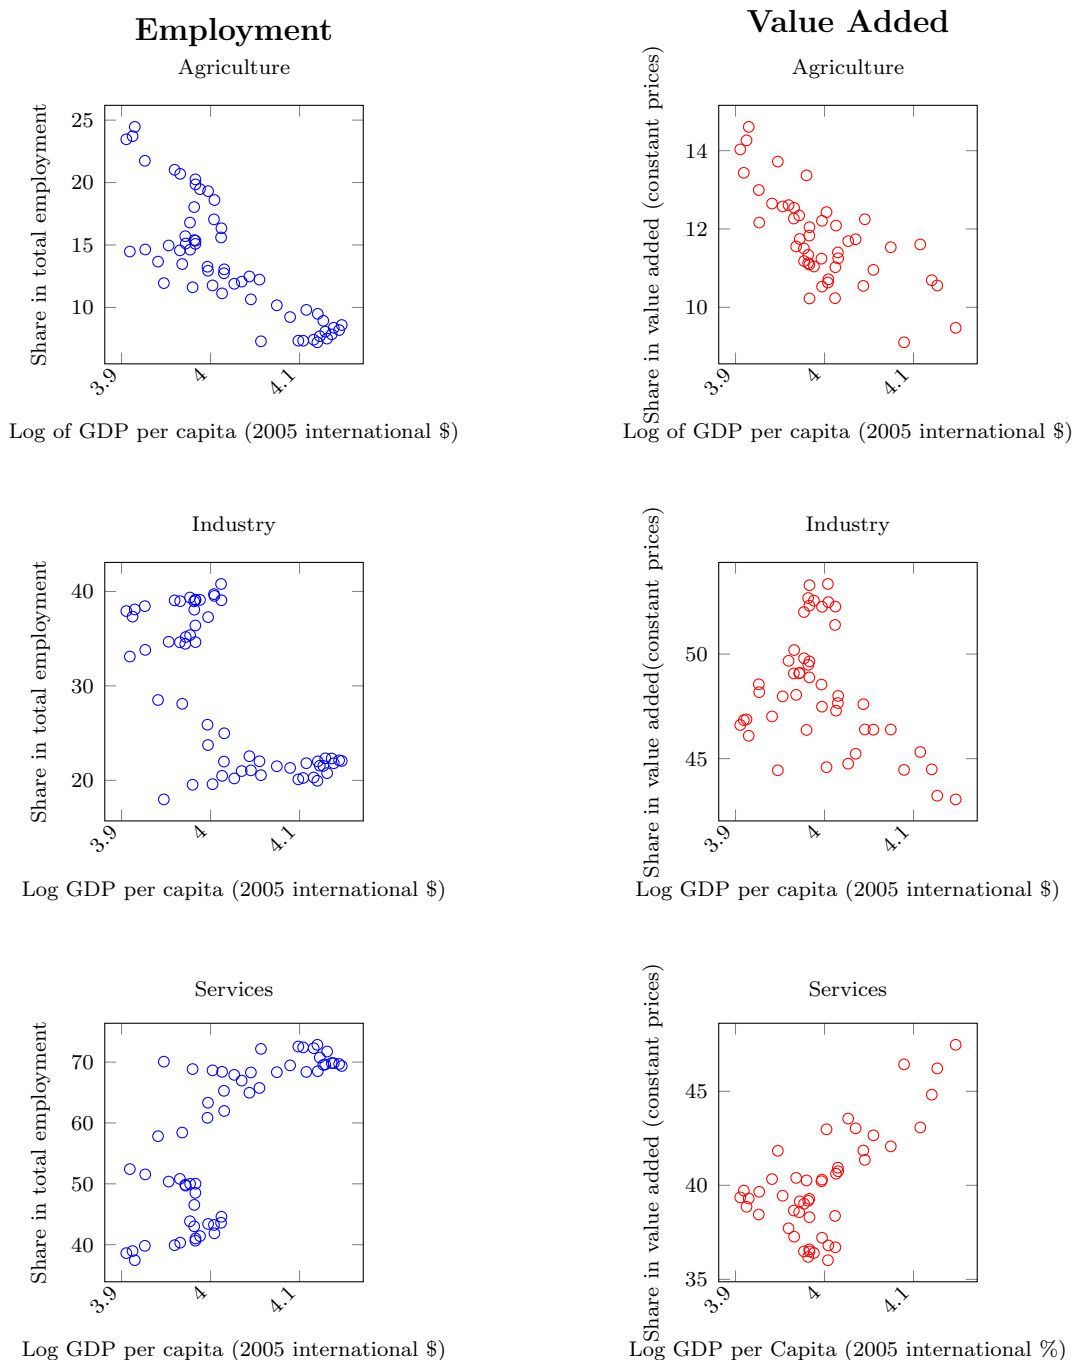 Employment
Value Added
Agriculture
Share in total employment
25
20
15
10
3.9
4
4.1
Log of GDP per capita (2005 international $)
Agriculture
Share in value added (constant prices)
14
12
10
3.9
4
4.1
Log of GDP per capita (2005 international $)
Industry
Share in total employment
40
30
20
3.9
4
4.1
Log GDP per capita (2005 international $)
Industry
Share in value added(constant prices)
50
45
3.9
4
4.1
Log GDP per capita (2005 international $)
Services
Share in total employment
70
60
50
40
3.9
4
4.1
Log GDP per capita (2005 international $)
Services
Share in value added (constant prices)
45
40
35
3.9
4
4.1
Log GDP per Capita (2005 international %)